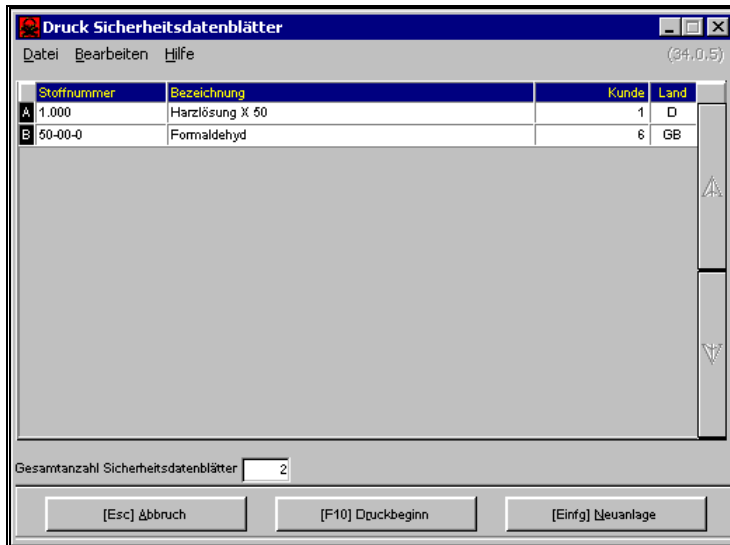 Druck Sicherheitsdatenblätter
Datei Bearbeiten Hilfe (34,0,5)
Stoffnummer Bezeichnung Kunde Land
A 1.000 Harzlösung X 50 1 D
B 50-00-0 Formaldehyd 6 GB
Gesamtanzahl Sicherheitsdatenblätter 2
[Esc] Abbruch [F10] Druckbeginn [Einfg] Neuanlage